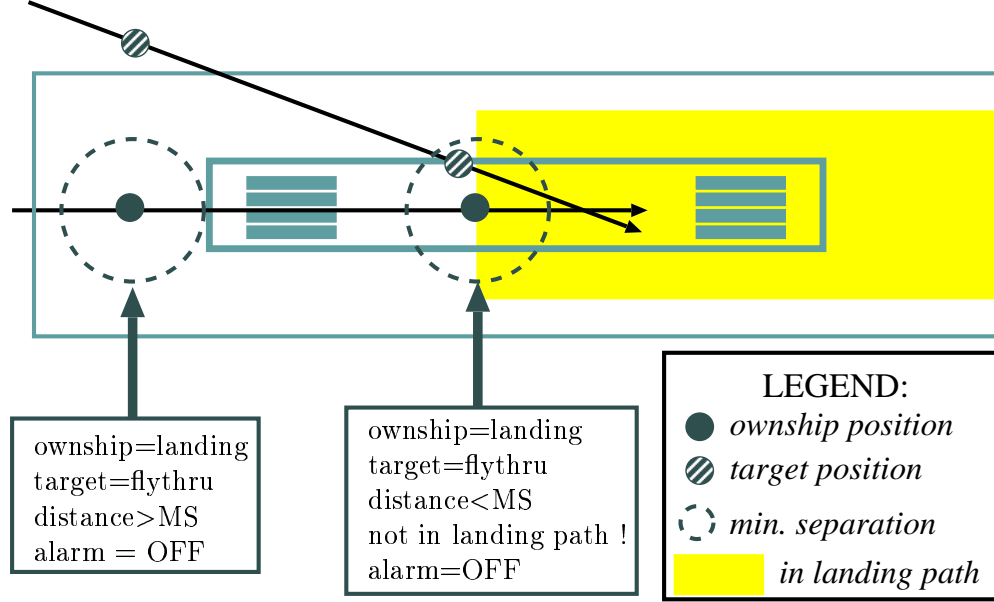 ownship=landing
target=flythru
distance>MS
alarm = OFF
ownship=landing
target=flythru
distance<MS
not in landing path !
alarm=OFF
LEGEND:
ownship position
target position
min. separation
in landing path